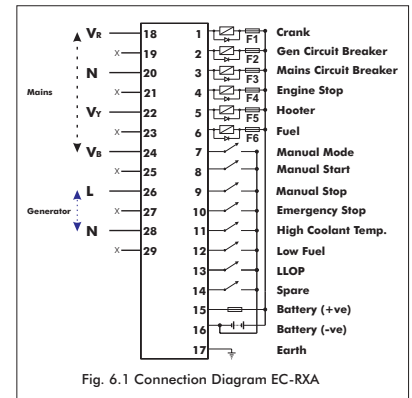 VR 18 1 F1 Crank
x 19 2 F2 Gen Circuit Breaker
N 20 3 F3 Mains Circuit Breaker
x 21 4 F4 Engine Stop
Mains VY 22 5 F5 Hooter
x 23 6 F6 Fuel
VB 24 7 Manual Mode
x 25 8 Manual Start
L 26 9 Manual Stop
Generator x 27 10 Emergency Stop
N 28 11 High Coolant Temp.
x 29 12 Low Fuel
13 LLOP
14 Spare
15 Battery (+ve)
16 Battery (-ve)
17 Earth
Fig. 6.1 Connection Diagram EC-RXA